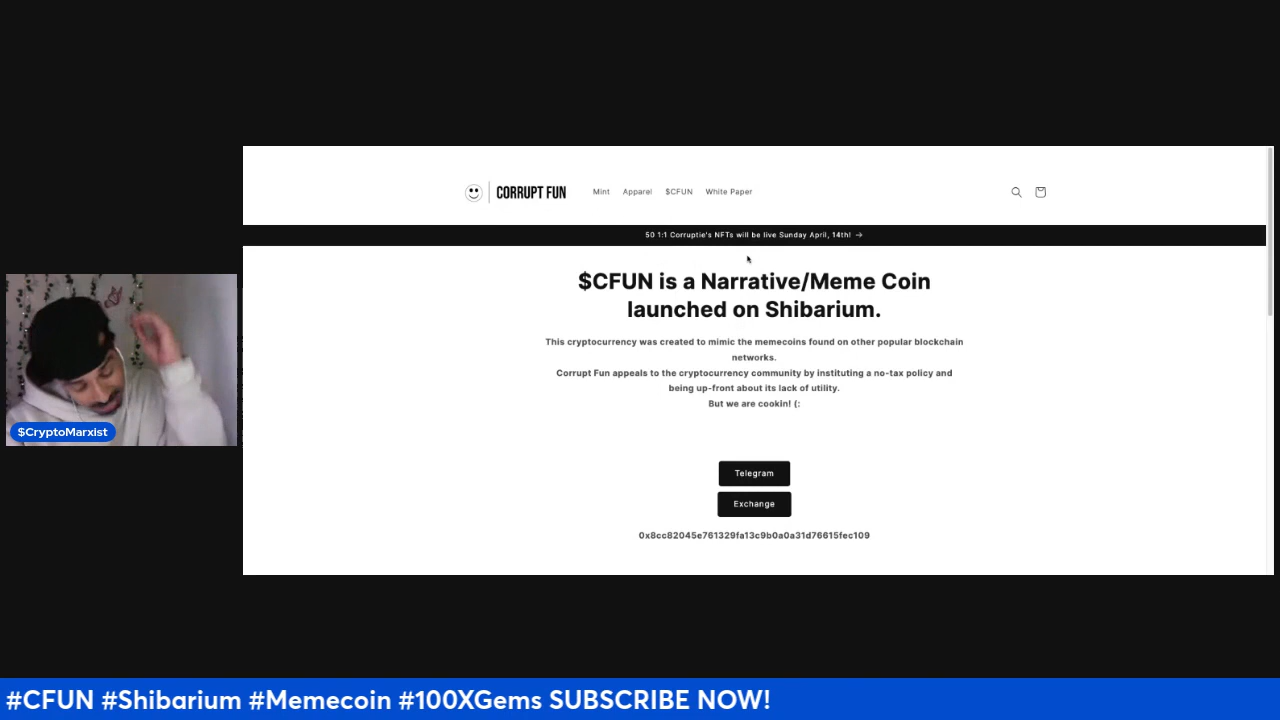 CORRUPT FUN
Mint Apparel $CFUN White Paper
50 1:1 Corruptie's NFTs will be live Sunday April, 14th! →
$CFUN is a Narrative/Meme Coin
launched on Shibarium.
This cryptocurrency was created to mimic the memecoins found on other popular blockchain
networks.
Corrupt Fun appeals to the cryptocurrency community by instituting a no-tax policy and
being up-front about its lack of utility.
But we are cookin! (:
Telegram
Exchange
0x8cc82045e761329fa13c9b0a0a31d76615fec109
$CryptoMarxist
#CFUN #Shibarium #Memecoin #100XGems SUBSCRIBE NOW!